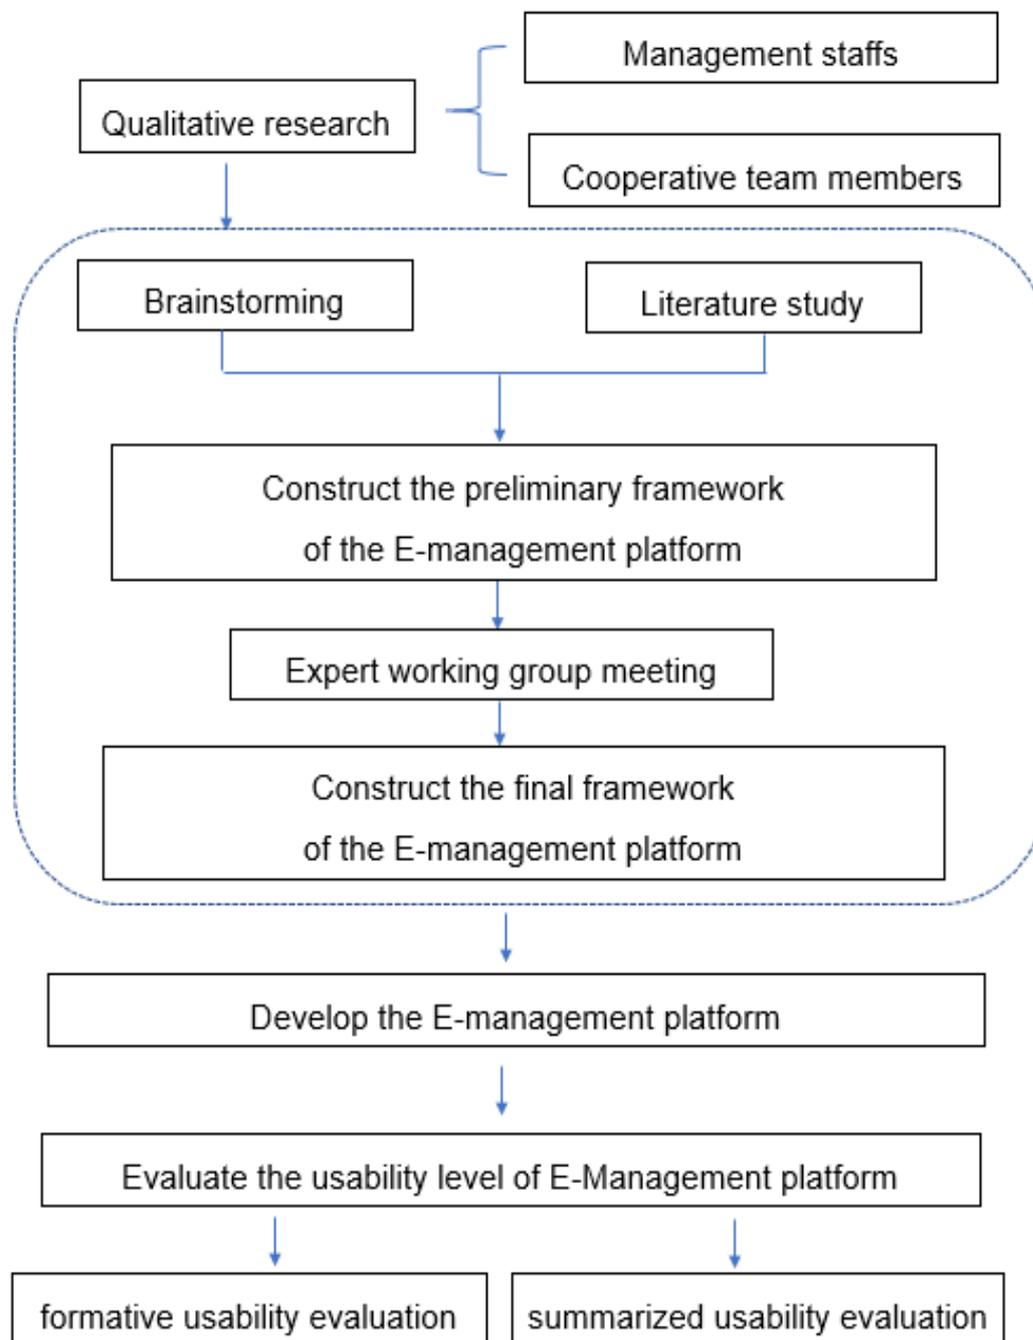 Management staffs
Qualitative research
Cooperative team members
Brainstorming
Literature study
Construct the preliminary framework
of the E-management platform
Expert working group meeting
Construct the final framework
of the E-management platform
Develop the E-management platform
Evaluate the usability level of E-Management platform
formative usability evaluation
summarized usability evaluation